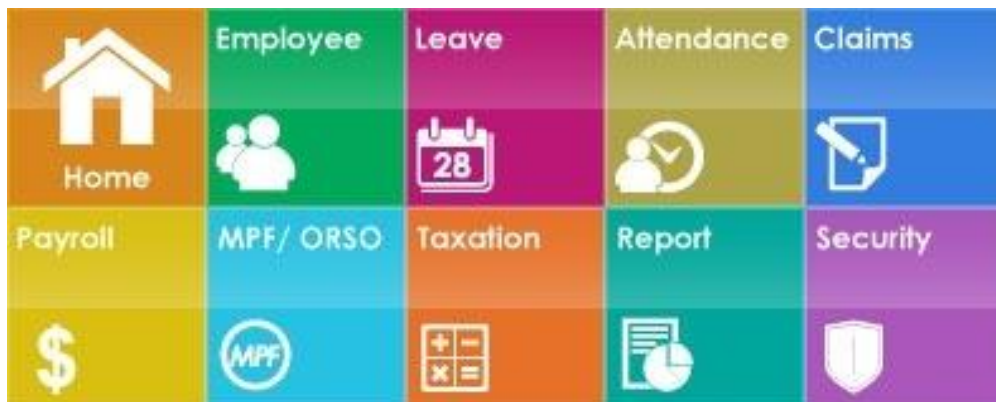 Home
Employee
Leave
28
Attendance
Claims
Payroll
$
MPF/ ORSO
MPF
Taxation
+ −
× =
Report
Security